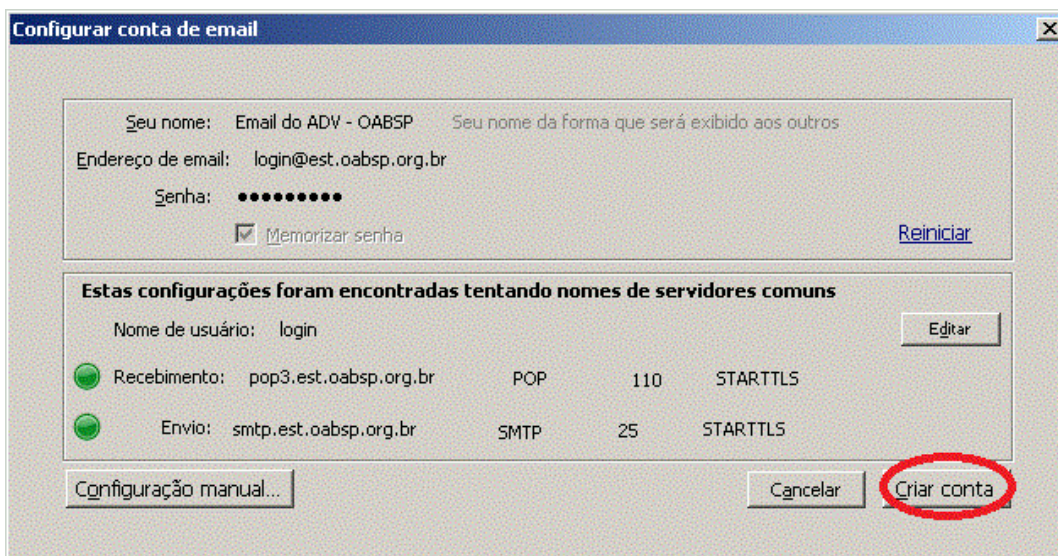 Configurar conta de email
Seu nome: Email do ADV - OABSP Seu nome da forma que será exibido aos outros
Endereço de email: login@est.oabsp.org.br
Senha: •••••••••
Memorizar senha Reiniciar
Estas configurações foram encontradas tentando nomes de servidores comuns
Nome de usuário: login Editar
Recebimento: pop3.est.oabsp.org.br POP 110 STARTTLS
Envio: smtp.est.oabsp.org.br SMTP 25 STARTTLS
Configuração manual... Cancelar Criar conta